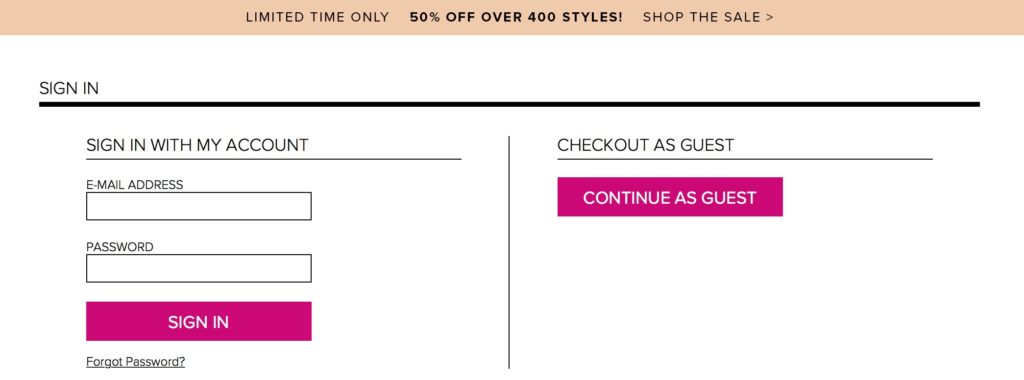 LIMITED TIME ONLY 50% OFF OVER 400 STYLES! SHOP THE SALE >
SIGN IN
SIGN IN WITH MY ACCOUNT
E-MAIL ADDRESS
PASSWORD
SIGN IN
Forgot Password?
CHECKOUT AS GUEST
CONTINUE AS GUEST